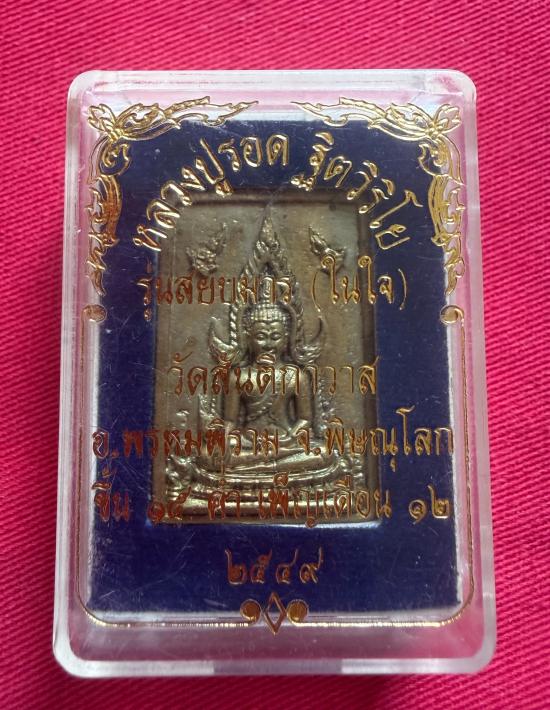 หลวงปู่รอด ฐิตวิริโย
รุ่นสยบมาร (ในใจ)
วัดสันติกาวาส
อ.พรหมพิราม จ.พิษณุโลก
ขึ้น ๑๕ ค่ำ เพ็ญเดือน ๑๒
๒๕๔๙